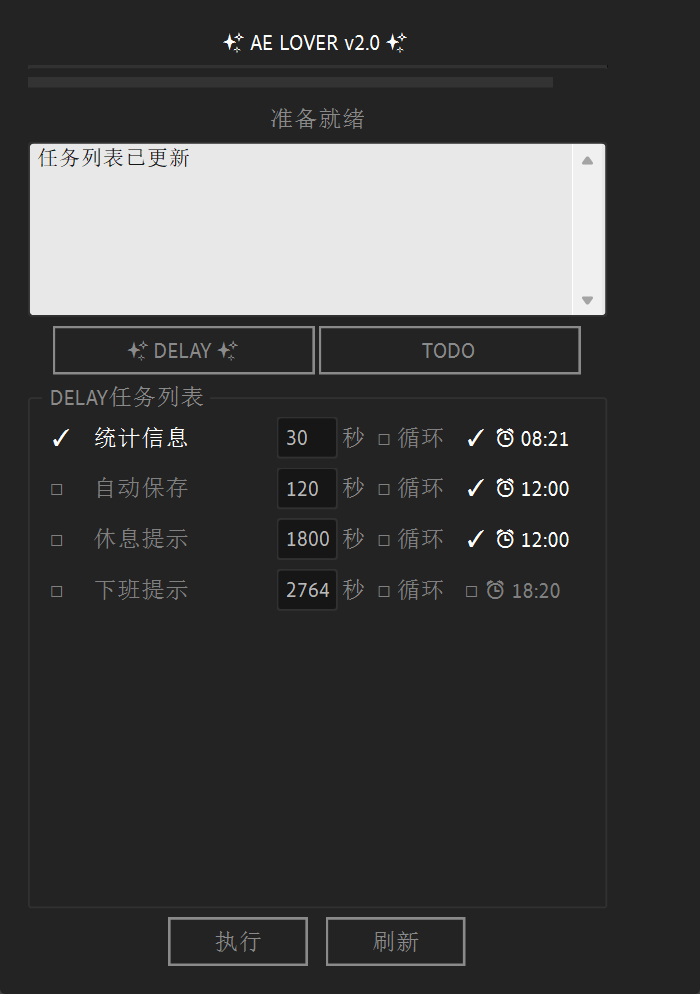 ✨ AE LOVER v2.0 ✨
准备就绪
任务列表已更新
✨ DELAY ✨ TODO
DELAY任务列表
✓ 统计信息 30 秒 □ 循环 ✓ ⏰ 08:21
□ 自动保存 120 秒 □ 循环 ✓ ⏰ 12:00
□ 休息提示 1800 秒 □ 循环 ✓ ⏰ 12:00
□ 下班提示 2764 秒 □ 循环 □ ⏰ 18:20
执行 刷新